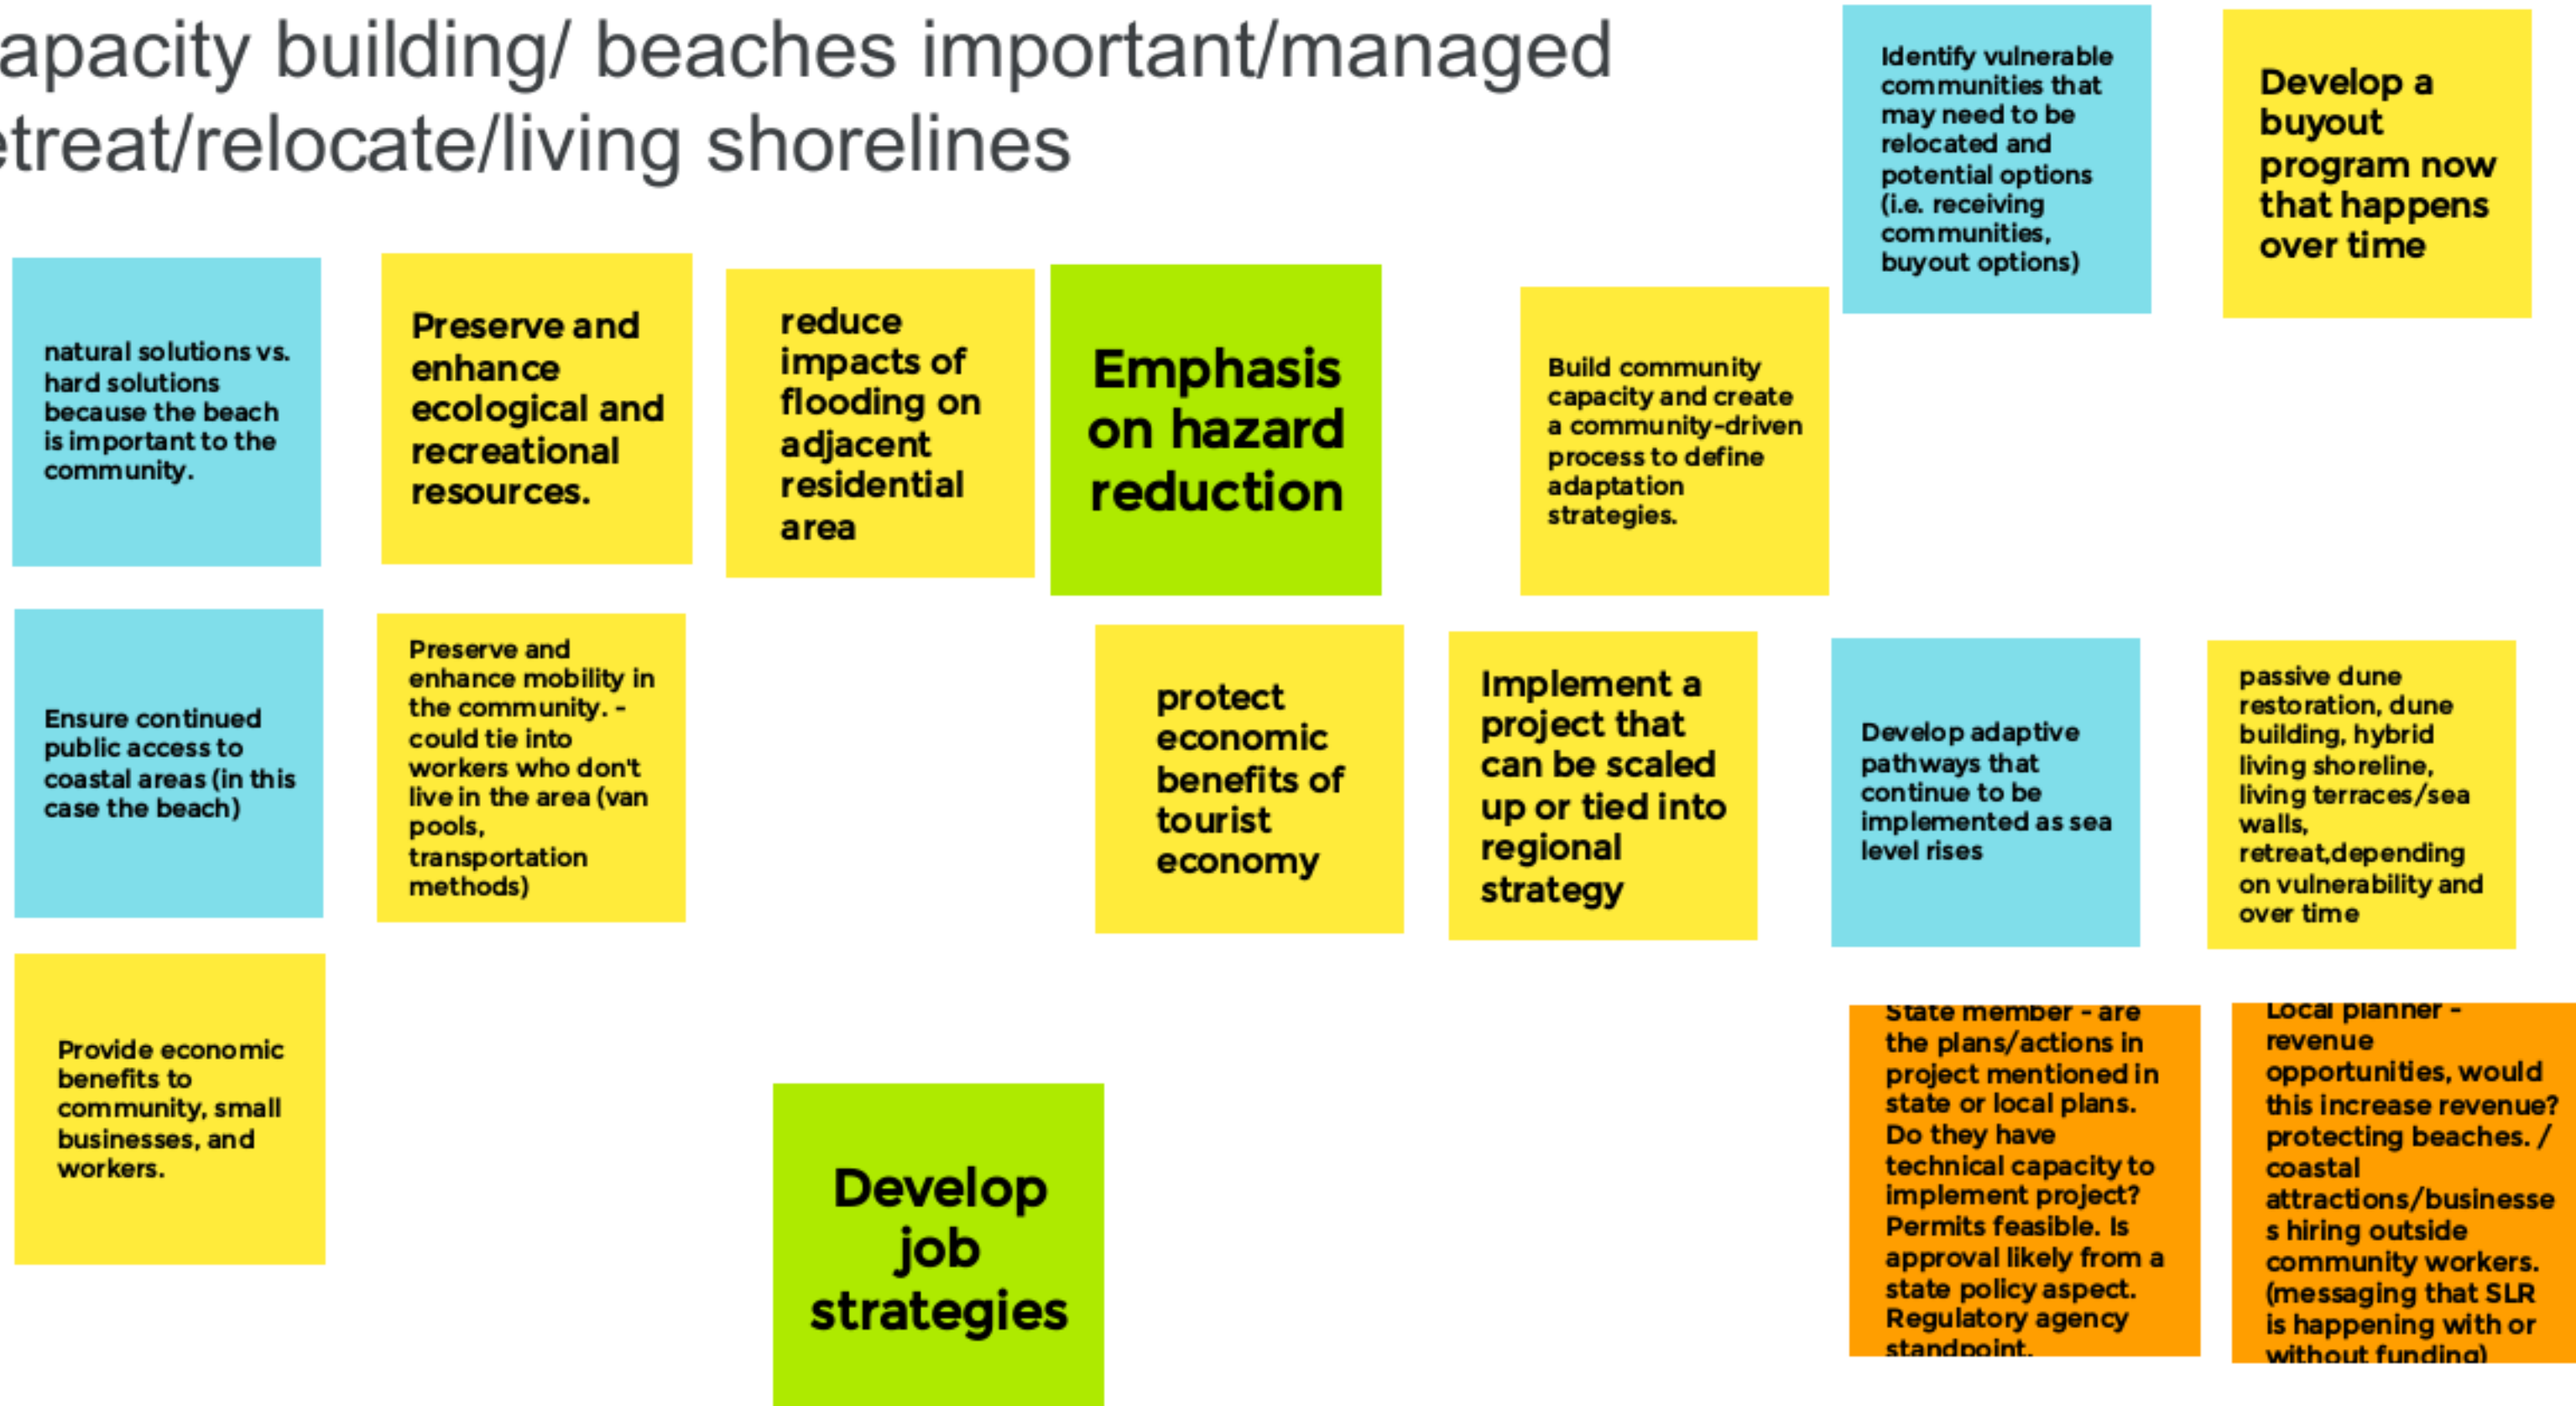 apacity building/ beaches important/managed
etreat/relocate/living shorelines
Identify vulnerable
communities that
may need to be
relocated and
potential options
(i.e. receiving
communities,
buyout options)
Develop a
buyout
program now
that happens
over time
natural solutions vs.
hard solutions
because the beach
is important to the
community.
Preserve and
enhance
ecological and
recreational
resources.
reduce
impacts of
flooding on
adjacent
residential
area
Emphasis
on hazard
reduction
Build community
capacity and create
a community-driven
process to define
adaptation
strategies.
Ensure continued
public access to
coastal areas (in this
case the beach)
Preserve and
enhance mobility in
the community. -
could tie into
workers who don't
live in the area (van
pools,
transportation
methods)
protect
economic
benefits of
tourist
economy
Implement a
project that
can be scaled
up or tied into
regional
strategy
Develop adaptive
pathways that
continue to be
implemented as sea
level rises
passive dune
restoration, dune
building, hybrid
living shoreline,
living terraces/sea
walls,
retreat,depending
on vulnerability and
over time
Provide economic
benefits to
community, small
businesses, and
workers.
Develop
job
strategies
State member - are
the plans/actions in
project mentioned in
state or local plans.
Do they have
technical capacity to
implement project?
Permits feasible. Is
approval likely from a
state policy aspect.
Regulatory agency
standpoint.
Local planner -
revenue
opportunities, would
this increase revenue?
protecting beaches. /
coastal
attractions/businesse
s hiring outside
community workers.
(messaging that SLR
is happening with or
without funding)